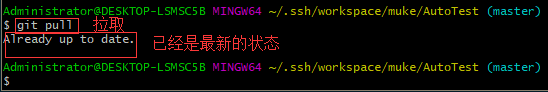 Administrator@DESKTOP-LSMSC5B MINGW64 ~/.ssh/workspace/muke/AutoTest (master)
$ git pull 拉取
Already up to date. 已经是最新的状态
Administrator@DESKTOP-LSMSC5B MINGW64 ~/.ssh/workspace/muke/AutoTest (master)
$